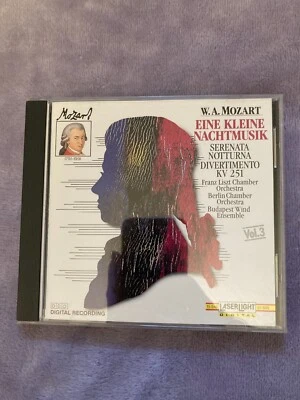 Mozart
W. A. MOZART
EINE KLEINE
NACHTMUSIK
SERENATA
NOTTURNA
DIVERTIMENTO
KV 251
Franz Liszt Chamber
Orchestra
Berlin Chamber
Orchestra
Budapest Wind
Ensemble
Vol. 3
DIGITAL RECORDING
LASERLIGHT
DIGITAL